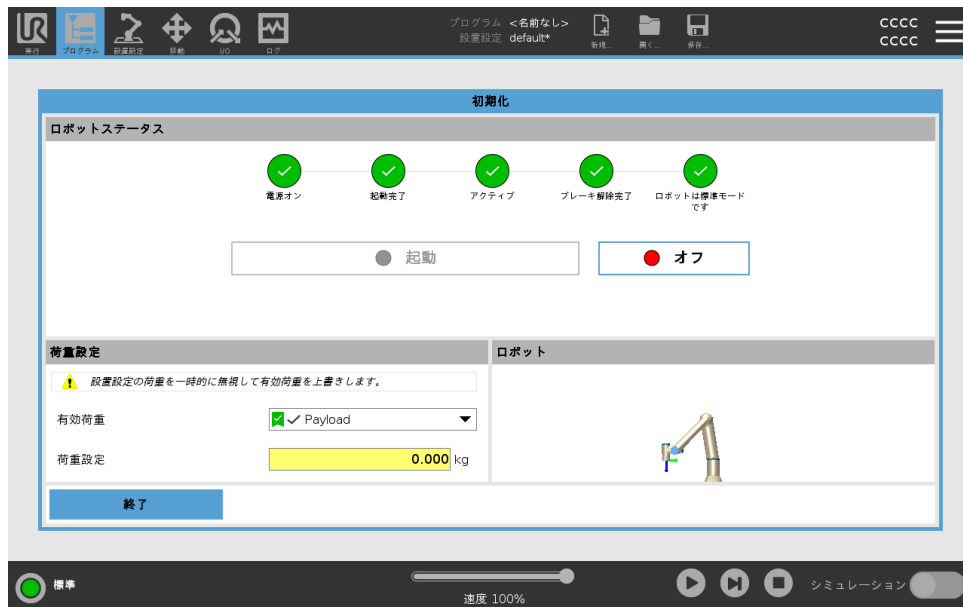 プログラム <名前なし>
設置設定 default*
cccc
cccc
実行
プログラム
設置設定
移動
I/O
ログ
新規...
開く...
保存...
初期化
ロボットステータス
電源オン
起動完了
アクティブ
ブレーキ解除完了
ロボットは標準モード
です
起動
オフ
荷重設定
ロボット
設置設定の荷重を一時的に無視して有効荷重を上書きします。
有効荷重
Payload
荷重設定
0.000 kg
終了
標準
速度 100%
シミュレーション